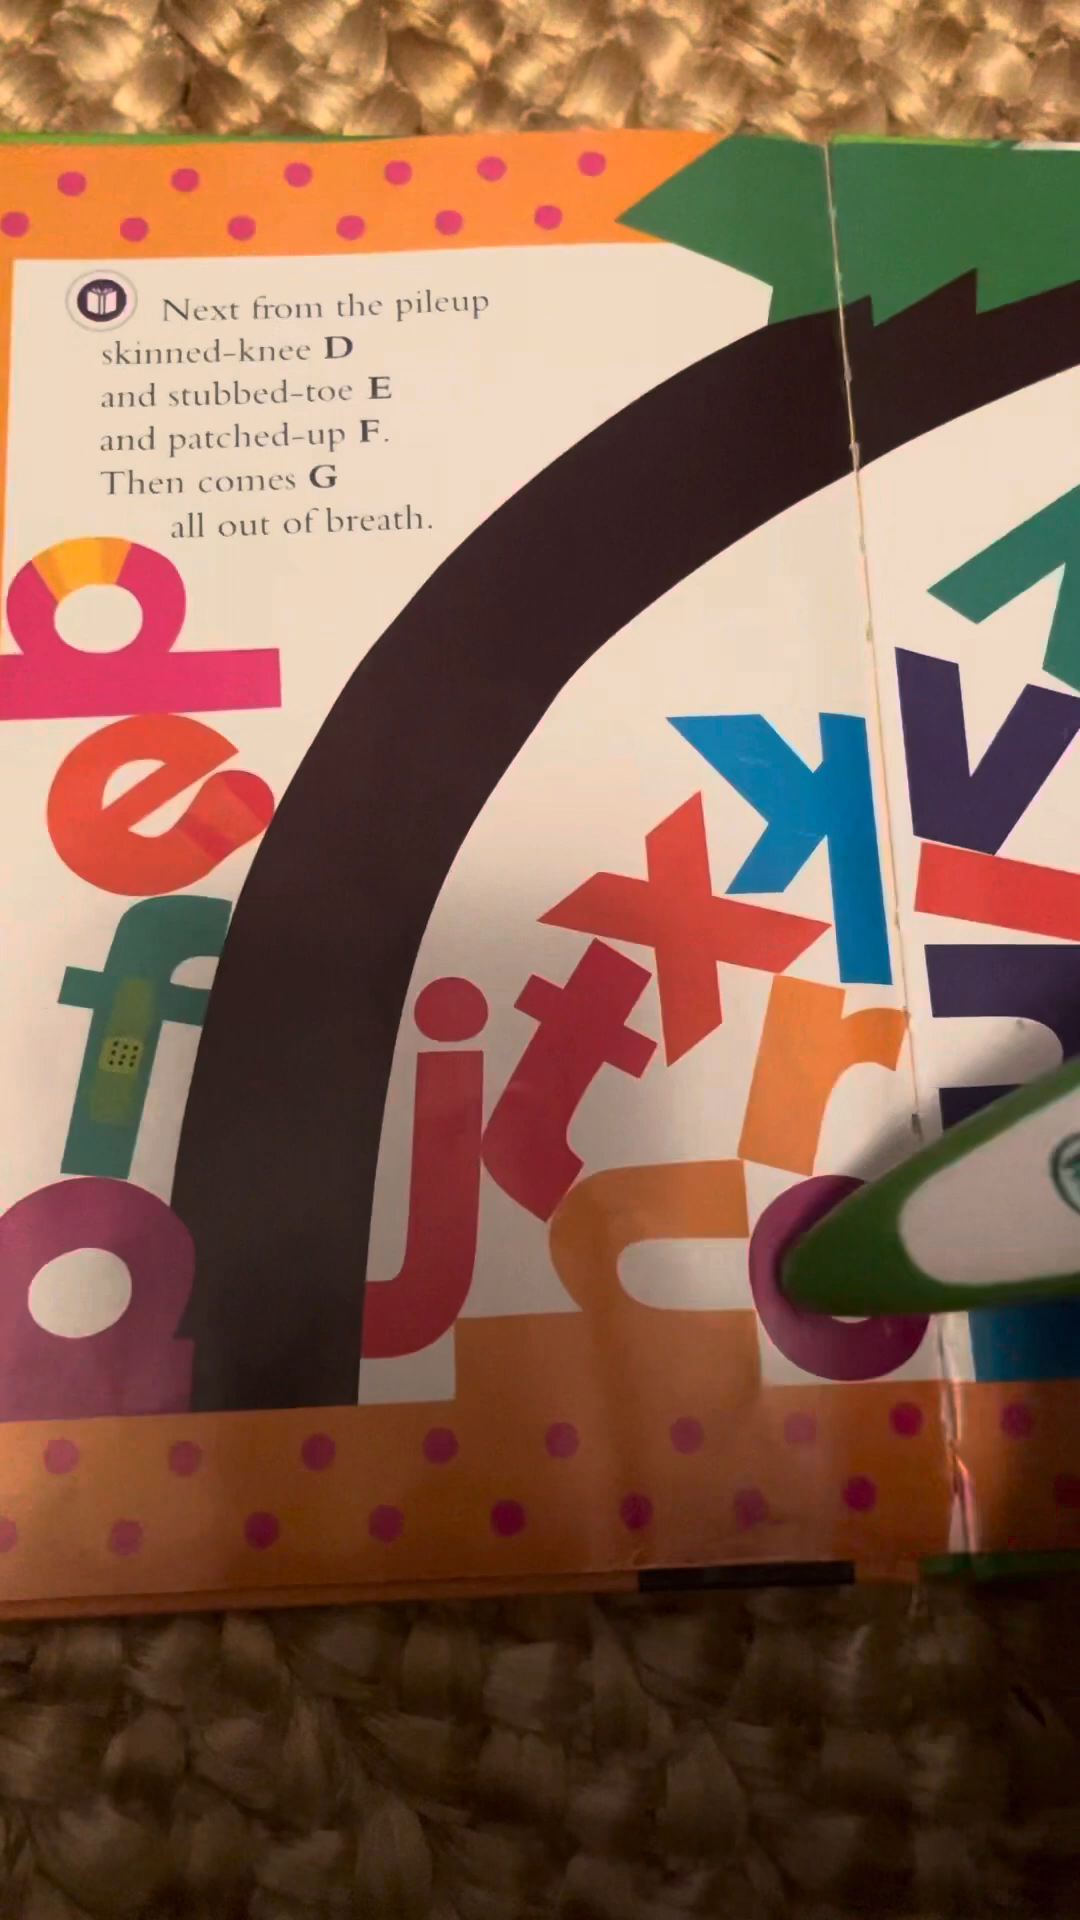 Next from the pileup
skinned-knee D
and stubbed-toe E
and patched-up F.
Then comes G
all out of breath.
d
e
f
g
k
v
x
l
j
t
r
n
h
o